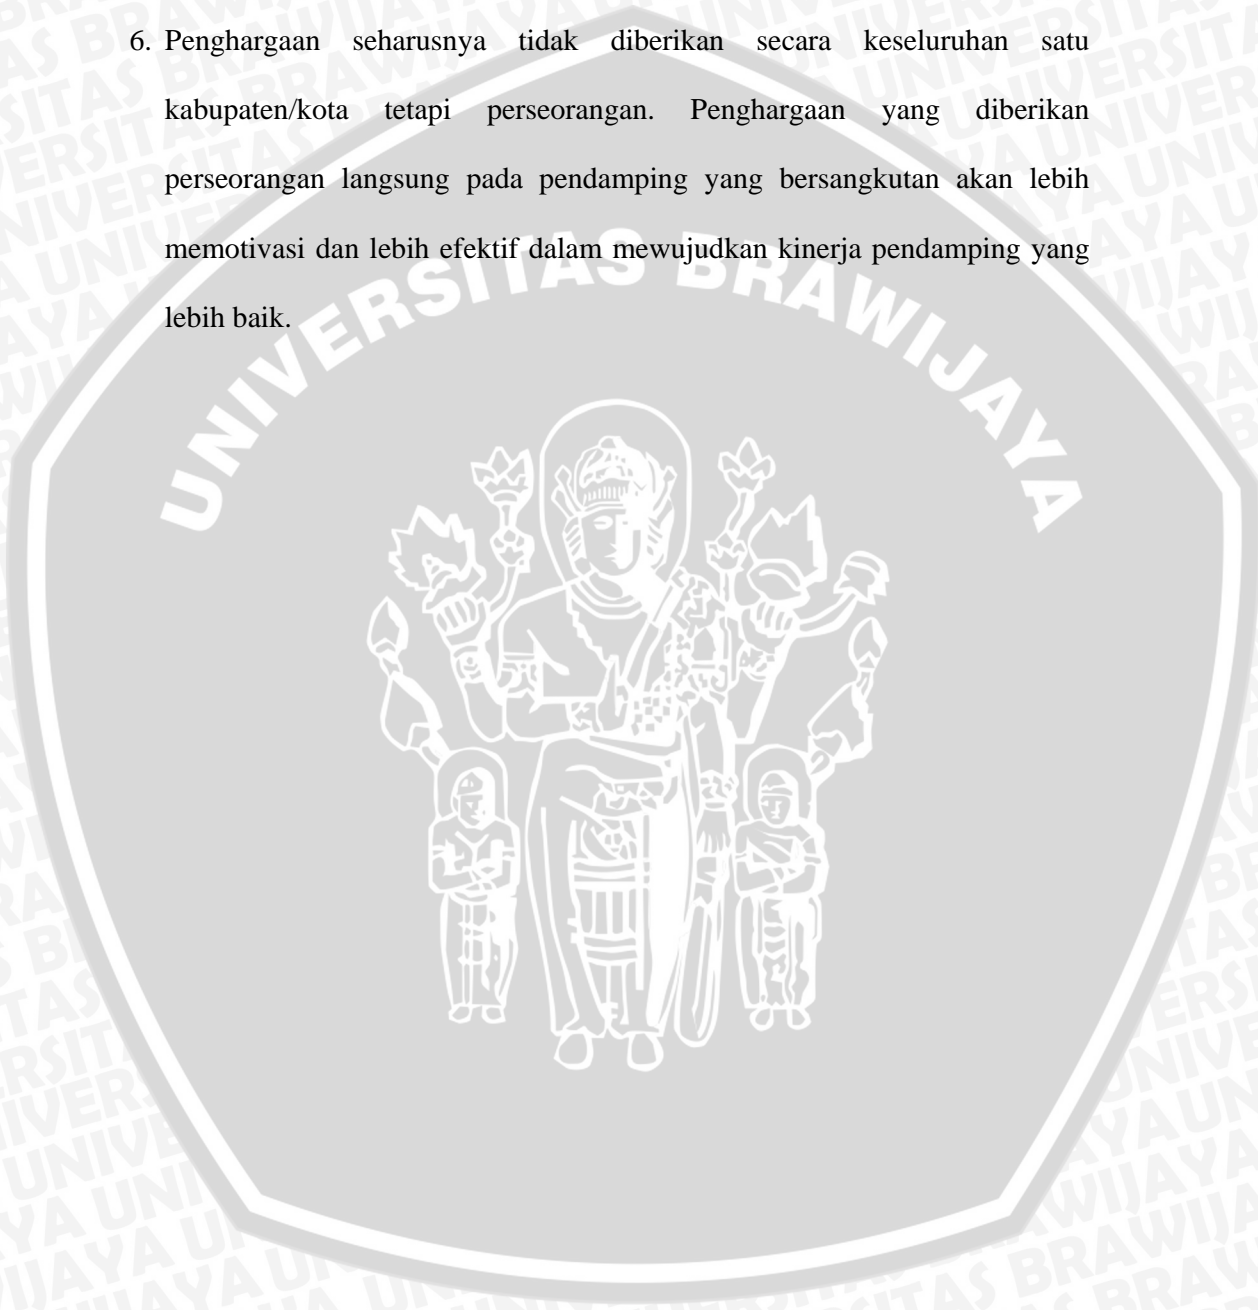 6. Penghargaan seharusnya tidak diberikan secara keseluruhan satu
kabupaten/kota tetapi perseorangan. Penghargaan yang diberikan
perseorangan langsung pada pendamping yang bersangkutan akan lebih
memotivasi dan lebih efektif dalam mewujudkan kinerja pendamping yang
lebih baik.
UNIVERSITAS BRAWIJAYA